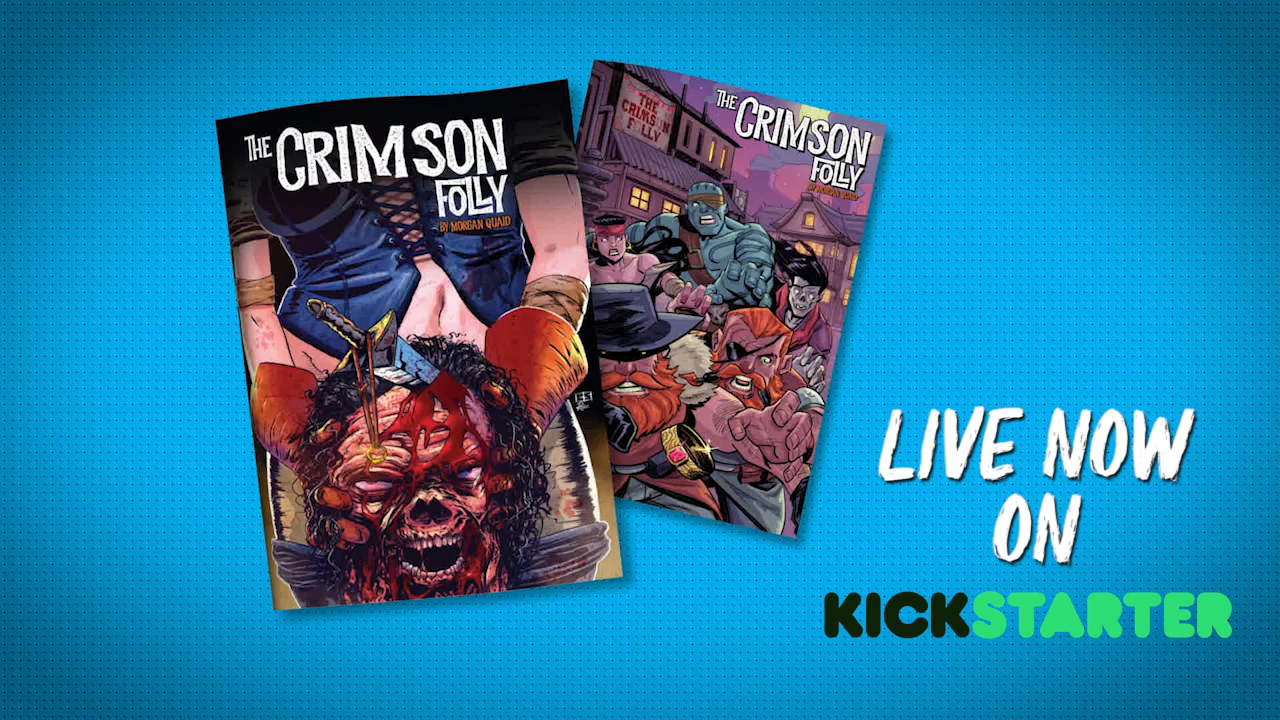 THE CRIMSON
FOLLY
BY MORGAN QUAID
THE
CRIMSON
FOLLY
THE CRIMSON
FOLLY
BY MORGAN QUAID
LIVE NOW
ON
KICKSTARTER